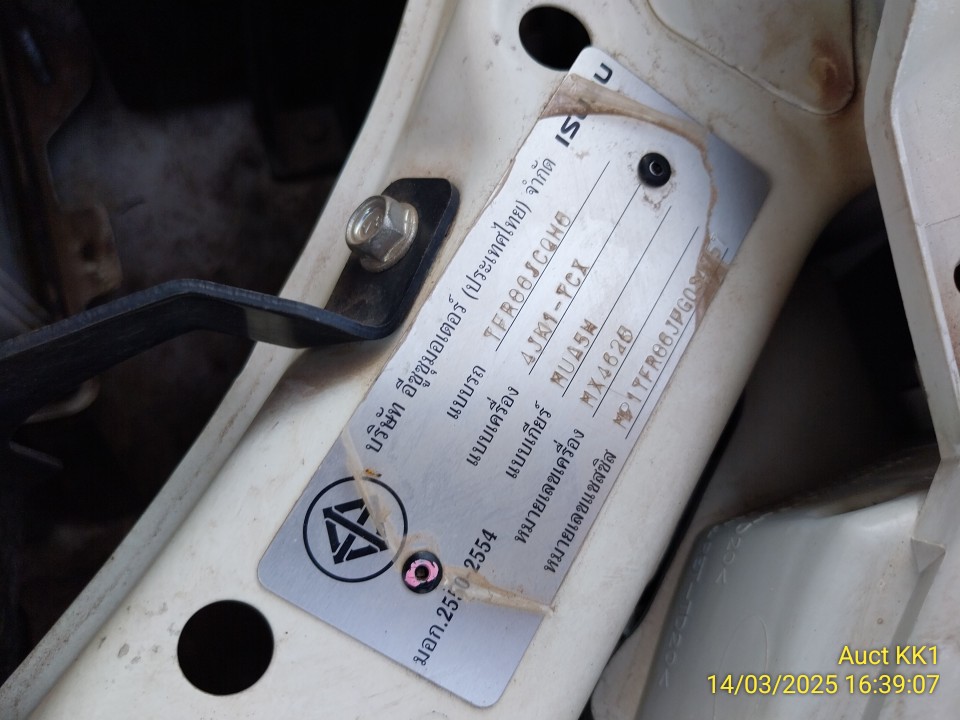 ISUZU
บริษัท อีซูซุมอเตอร์ (ประเทศไทย) จำกัด
แบบรถ
แบบเครื่อง 4JK1-TCX
แบบเกียร์ MUA5W
หมายเลขเครื่อง
หมายเลขแชสซิส
มอก.2550-2554
Auct KK1
14/03/2025 16:39:07